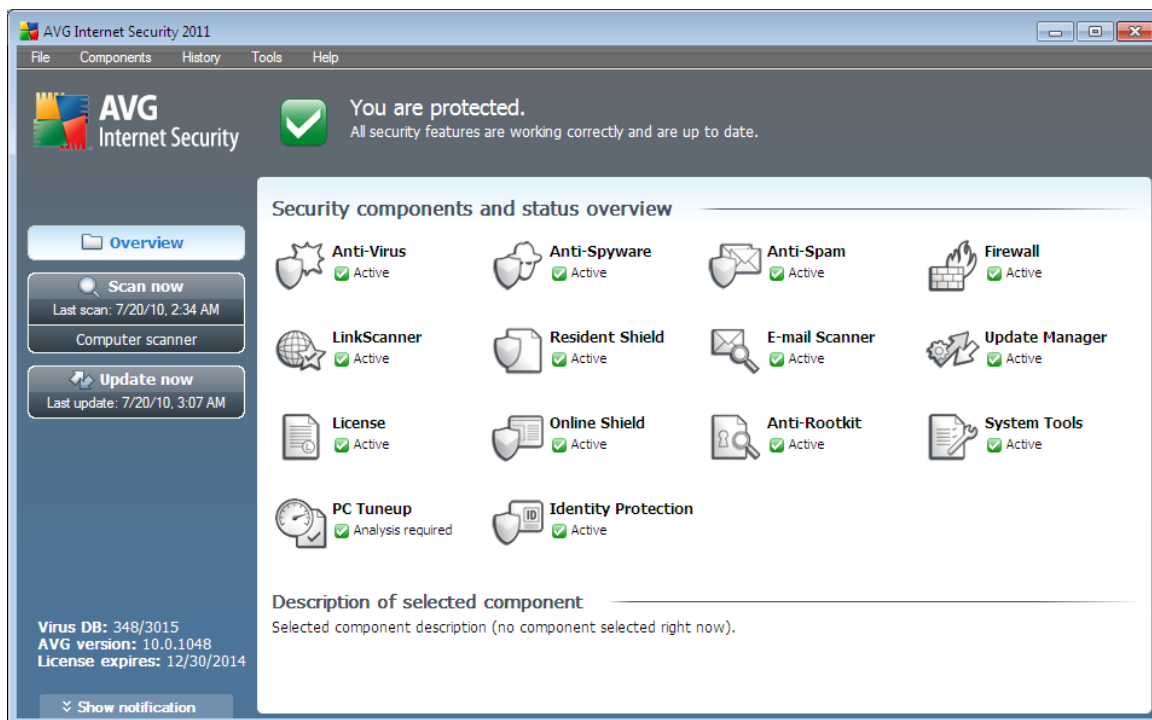 AVG Internet Security 2011
File Components History Tools Help
AVG
Internet Security
You are protected.
All security features are working correctly and are up to date.
Overview
Scan now
Last scan: 7/20/10, 2:34 AM
Computer scanner
Update now
Last update: 7/20/10, 3:07 AM
Virus DB: 348/3015
AVG version: 10.0.1048
License expires: 12/30/2014
Show notification
Security components and status overview
Anti-Virus
Active
Anti-Spyware
Active
Anti-Spam
Active
Firewall
Active
LinkScanner
Active
Resident Shield
Active
E-mail Scanner
Active
Update Manager
Active
License
Active
Online Shield
Active
Anti-Rootkit
Active
System Tools
Active
PC Tuneup
Analysis required
ID
Identity Protection
Active
Description of selected component
Selected component description (no component selected right now).